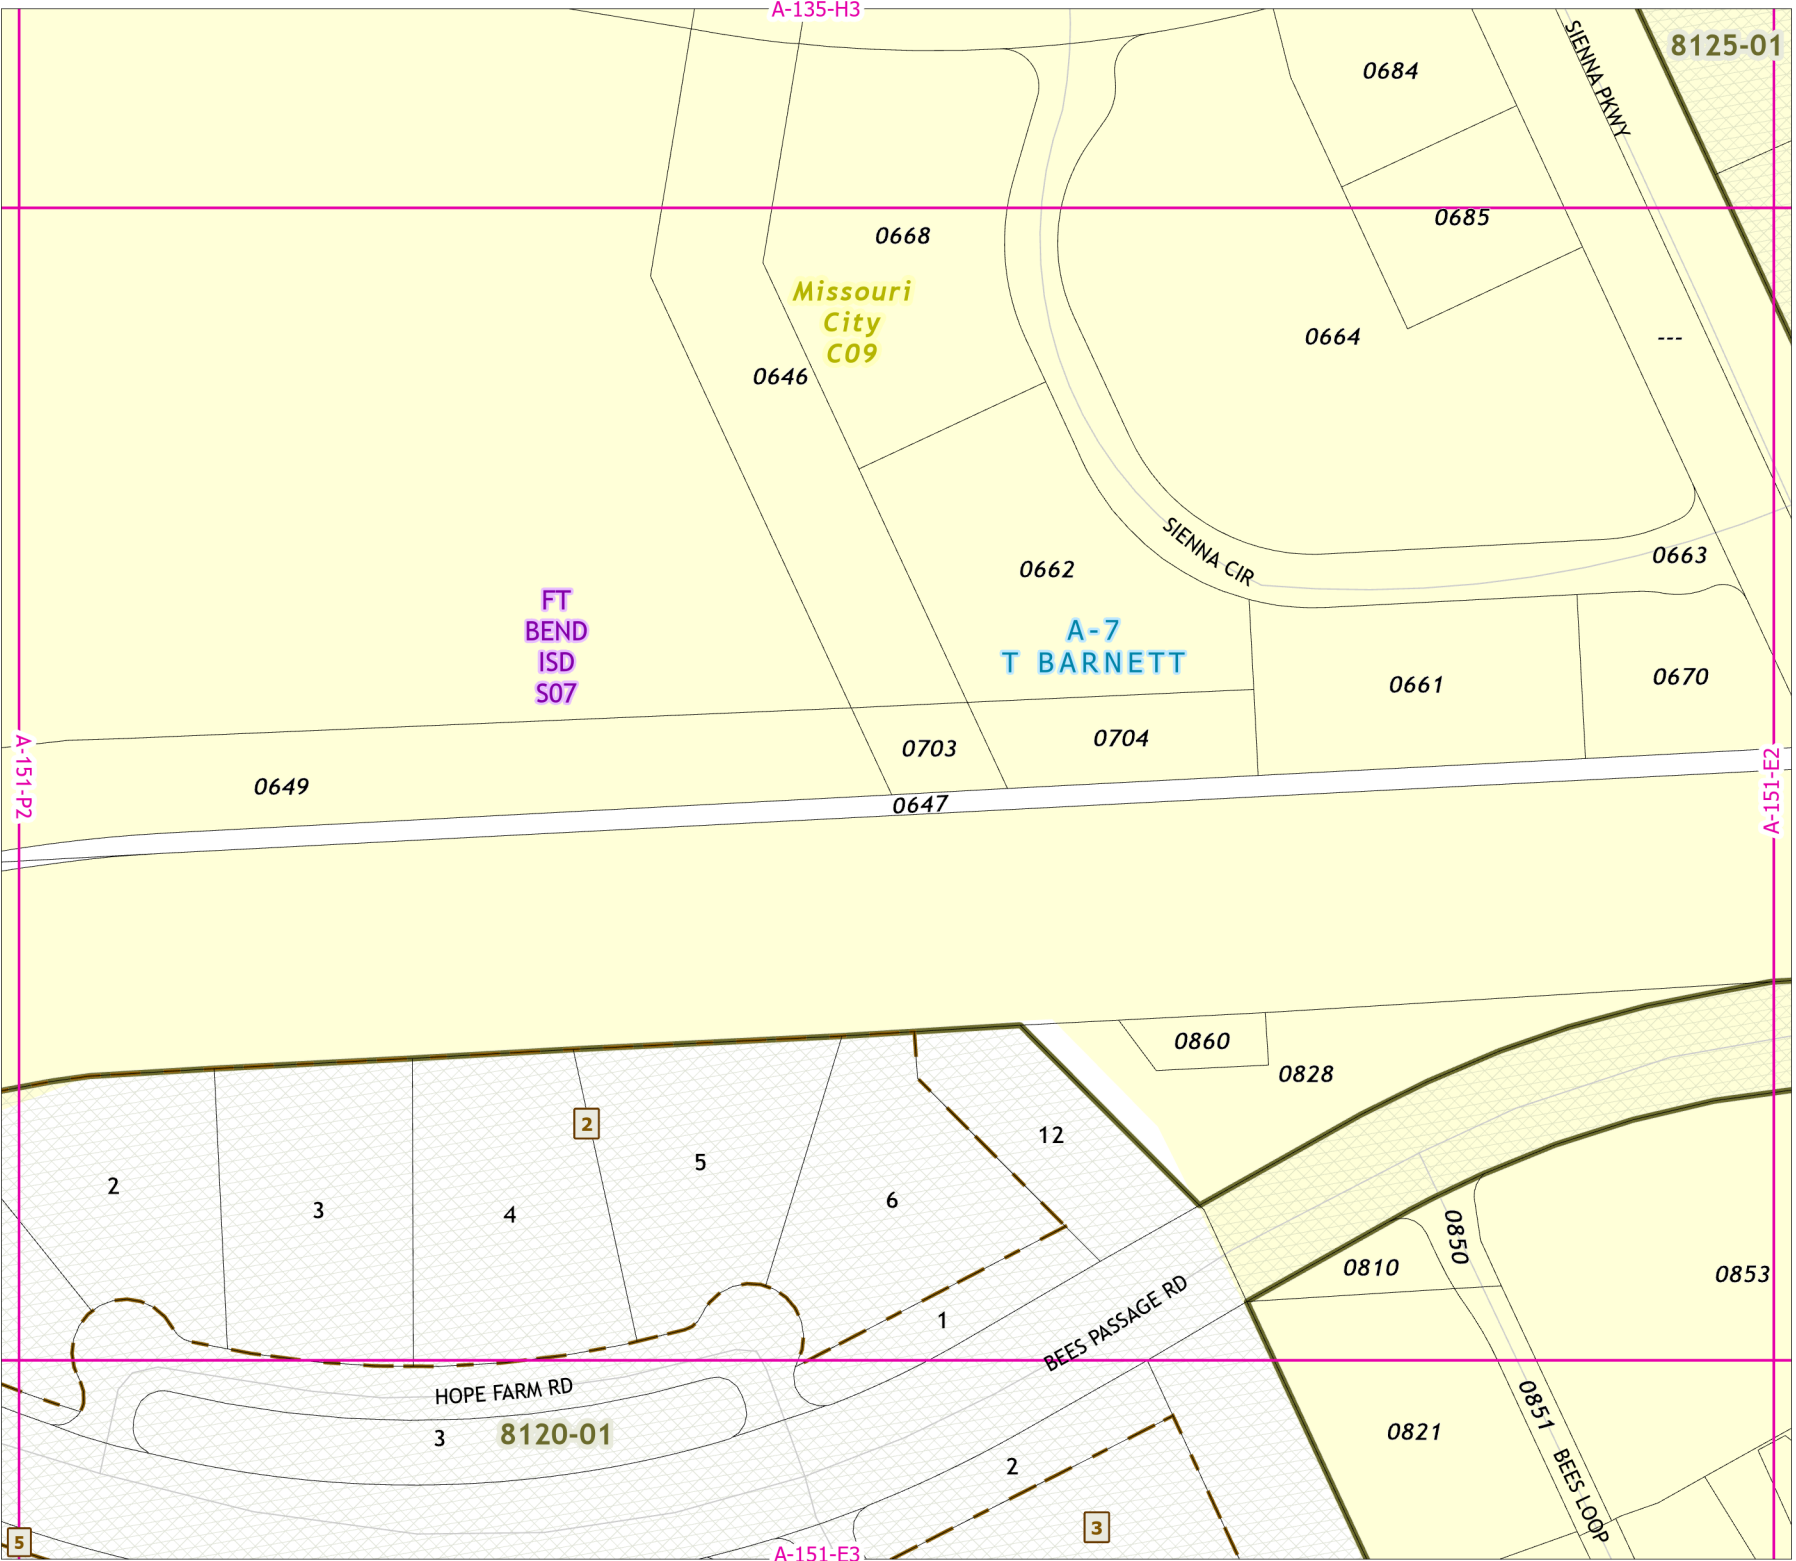 A-135-H3
8125-01
SIENNA PKWY
0684
0685
0668
Missouri
City
C09
0664
---
0646
SIENNA CIR
0663
0662
FT
BEND
ISD
S07
A-7
T BARNETT
0661
0670
0703
0704
0649
0647
A-151-P2
A-151-E2
0860
0828
2
12
5
2
3
4
6
0850
0810
0853
1
BEES PASSAGE RD
HOPE FARM RD
3
8120-01
0851
0821
2
BEES LOOP
3
5
A-151-E3